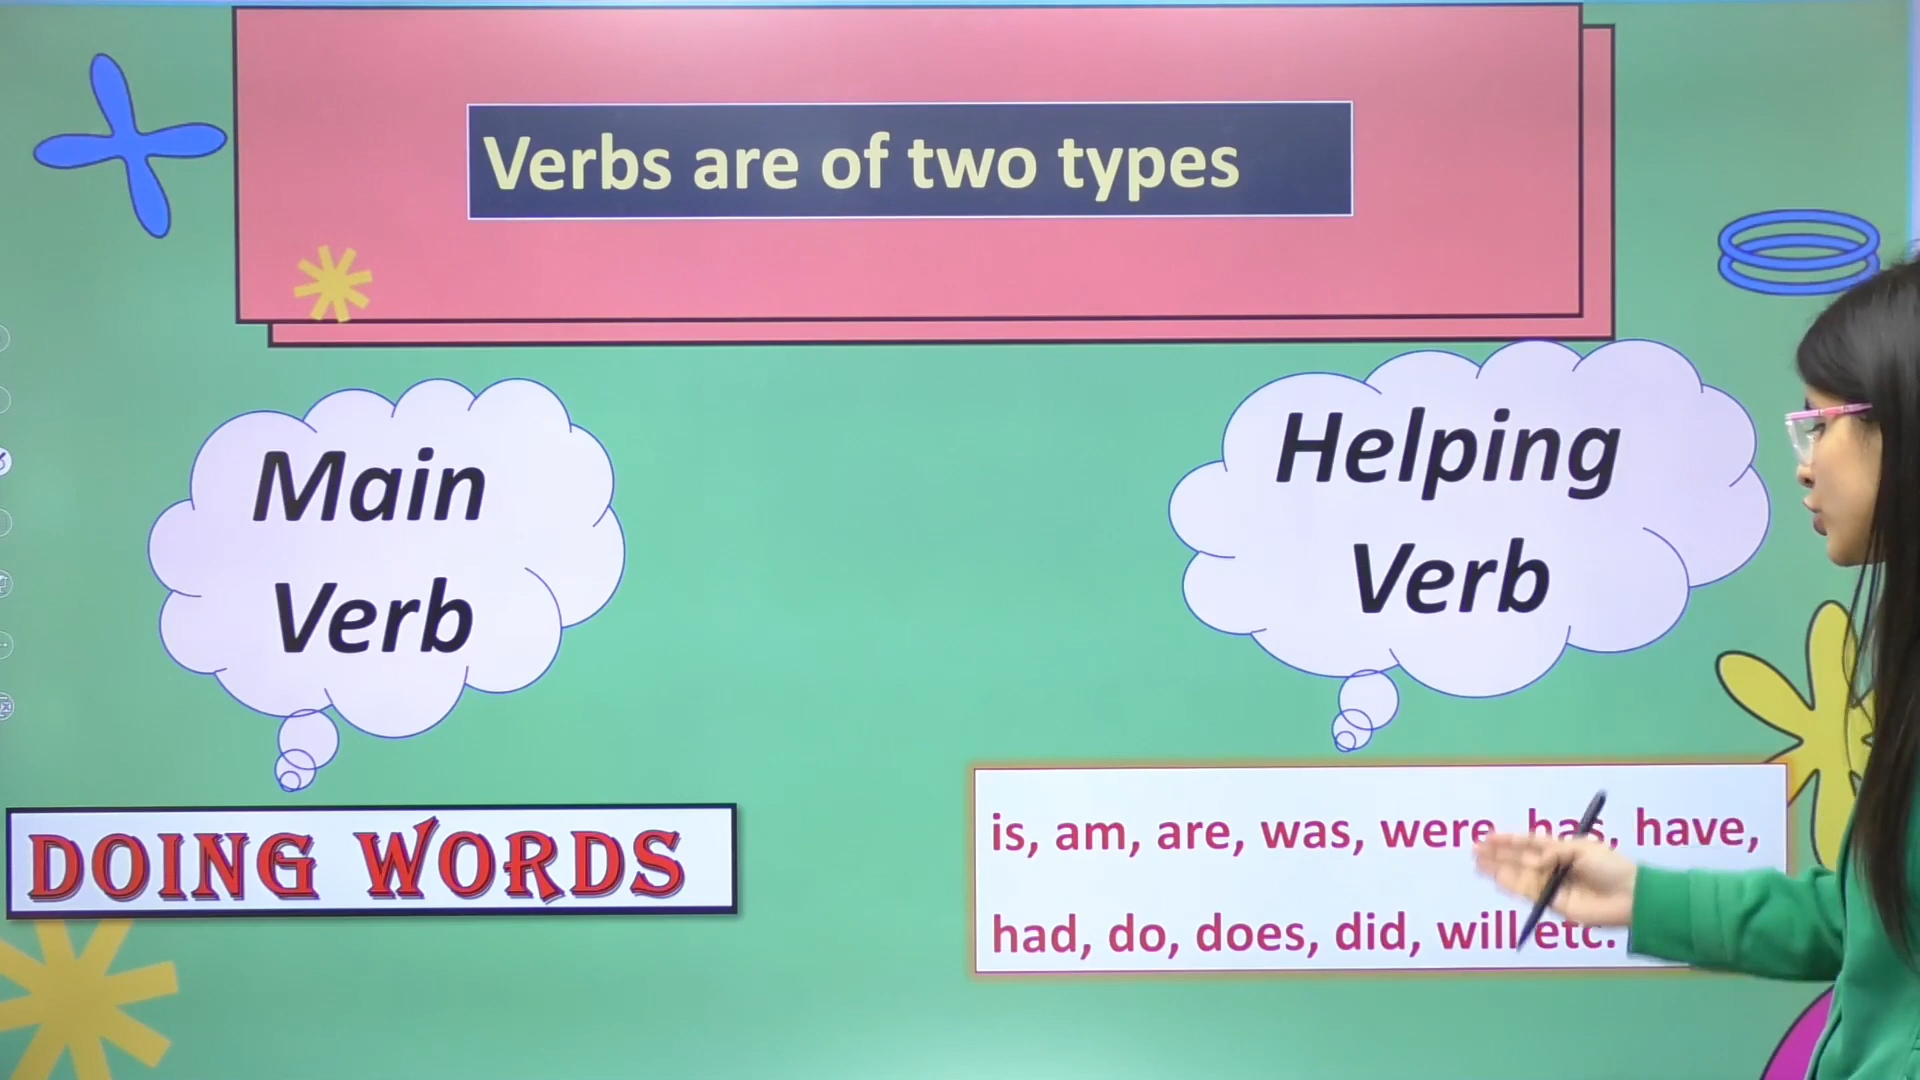 Verbs are of two types
Main
Verb
Helping
Verb
DOING WORDS
is, am, are, was, were, has, have,
had, do, does, did, will etc.